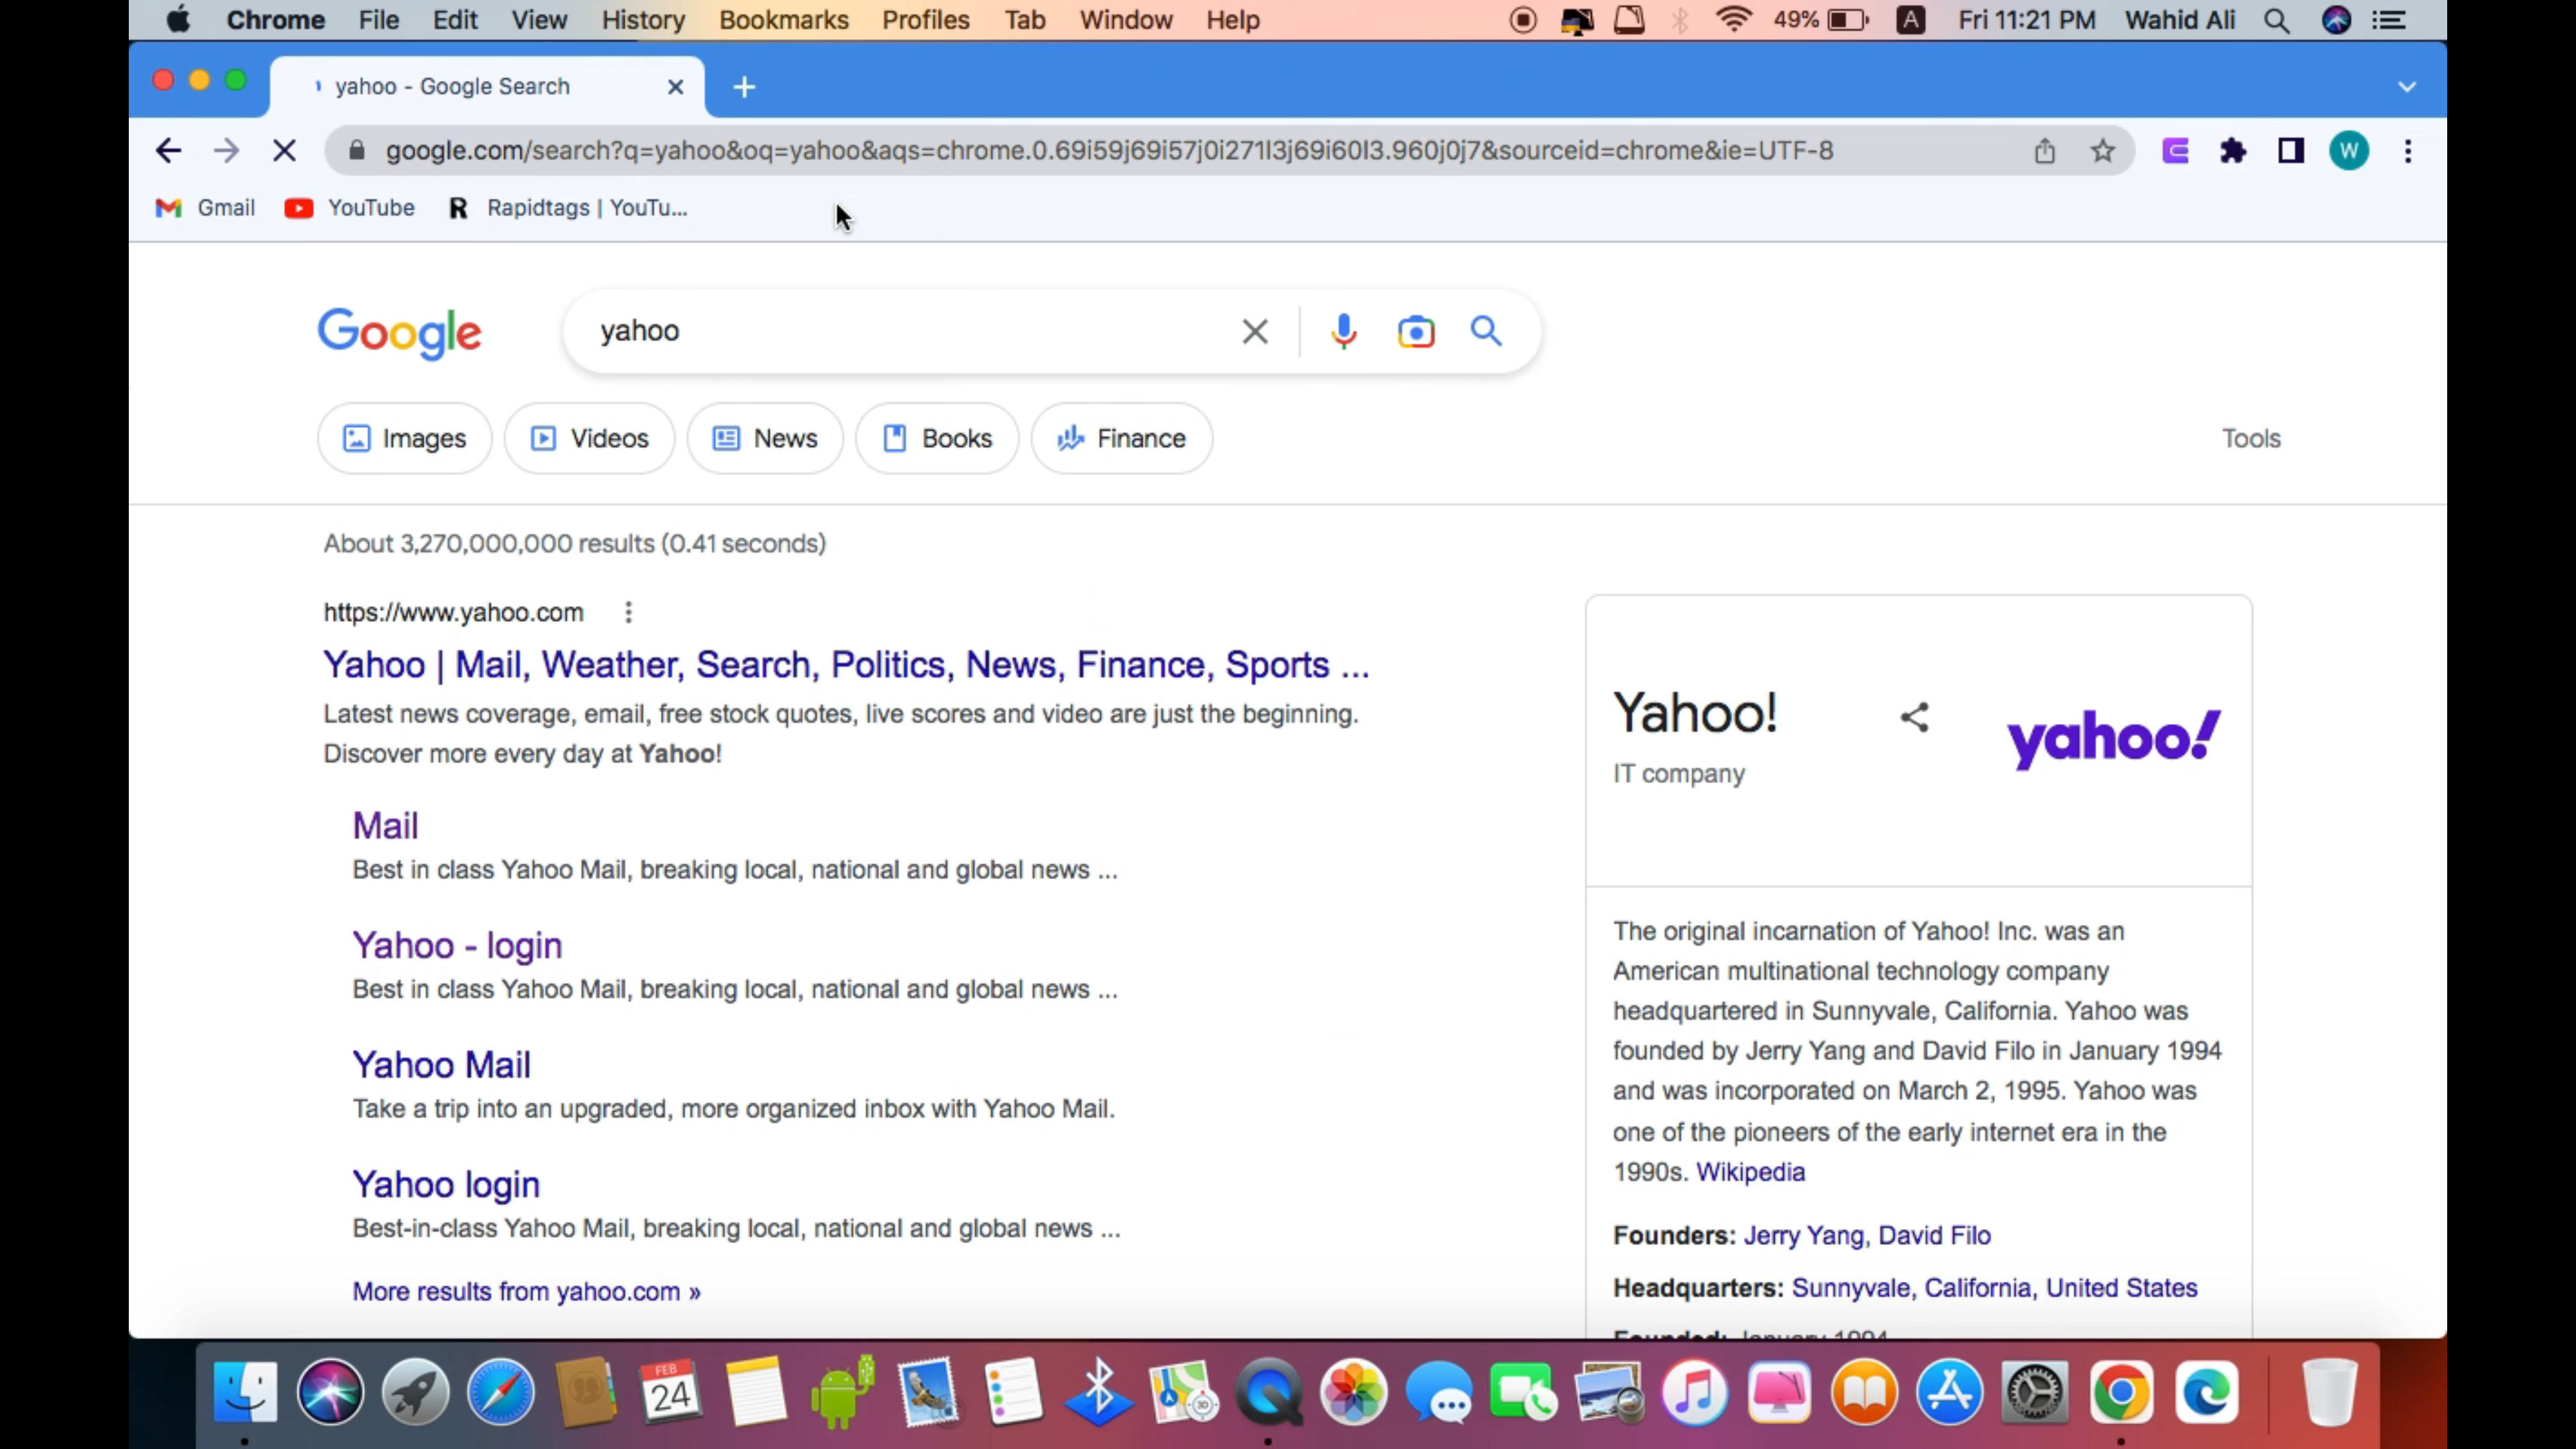 Chrome File Edit View History Bookmarks Profiles Tab Window Help 49% A Fri 11:21 PM Wahid Ali
yahoo - Google Search
google.com/search?q=yahoo&oq=yahoo&aqs=chrome.0.69i59j69i57j0i271l3j69i60l3.960j0j7&sourceid=chrome&ie=UTF-8 W
Gmail YouTube R Rapidtags | YouTu...
Google yahoo
Images Videos News Books Finance Tools
About 3,270,000,000 results (0.41 seconds)
https://www.yahoo.com
Yahoo | Mail, Weather, Search, Politics, News, Finance, Sports ...
Latest news coverage, email, free stock quotes, live scores and video are just the beginning.
Discover more every day at Yahoo!
Mail
Best in class Yahoo Mail, breaking local, national and global news ...
Yahoo - login
Best in class Yahoo Mail, breaking local, national and global news ...
Yahoo Mail
Take a trip into an upgraded, more organized inbox with Yahoo Mail.
Yahoo login
Best-in-class Yahoo Mail, breaking local, national and global news ...
More results from yahoo.com »
Yahoo!
IT company
yahoo!
The original incarnation of Yahoo! Inc. was an
American multinational technology company
headquartered in Sunnyvale, California. Yahoo was
founded by Jerry Yang and David Filo in January 1994
and was incorporated on March 2, 1995. Yahoo was
one of the pioneers of the early internet era in the
1990s. Wikipedia
Founders: Jerry Yang, David Filo
Headquarters: Sunnyvale, California, United States
Founded: January 1994
FEB
24
3D